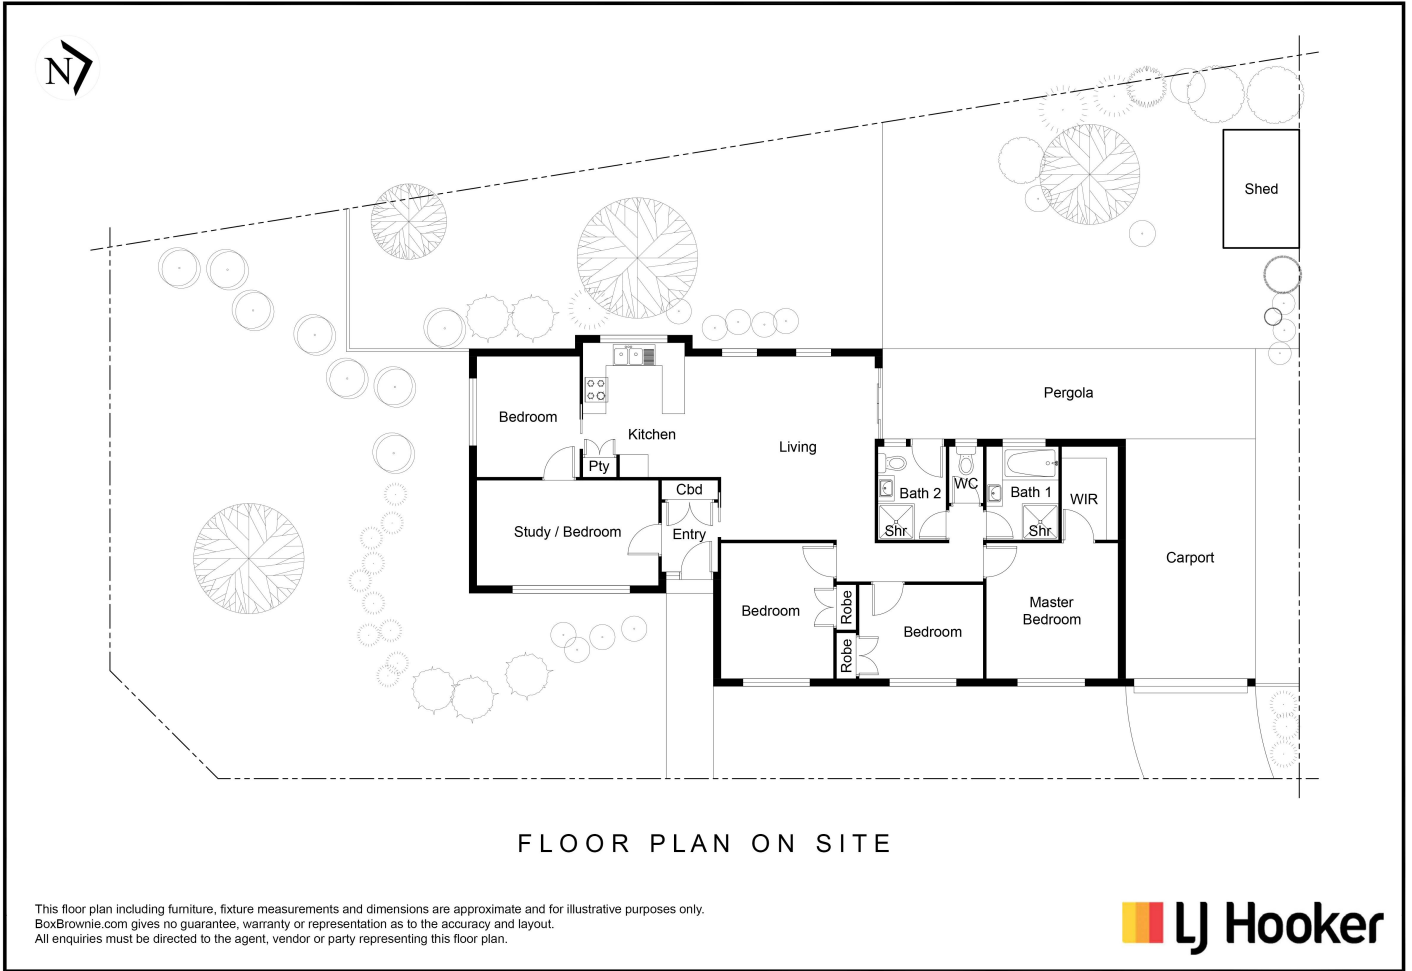 N
Shed
Pergola
Bedroom
Kitchen
Living
Pty
Cbd
Study / Bedroom
Entry
Bath 2
WC
Bath 1
WIR
Shr
Shr
Carport
Bedroom
Robe
Robe
Bedroom
Master
Bedroom
FLOOR PLAN ON SITE
This floor plan including furniture, fixture measurements and dimensions are approximate and for illustrative purposes only.
BoxBrownie.com gives no guarantee, warranty or representation as to the accuracy and layout.
All enquiries must be directed to the agent, vendor or party representing this floor plan.
LJ Hooker